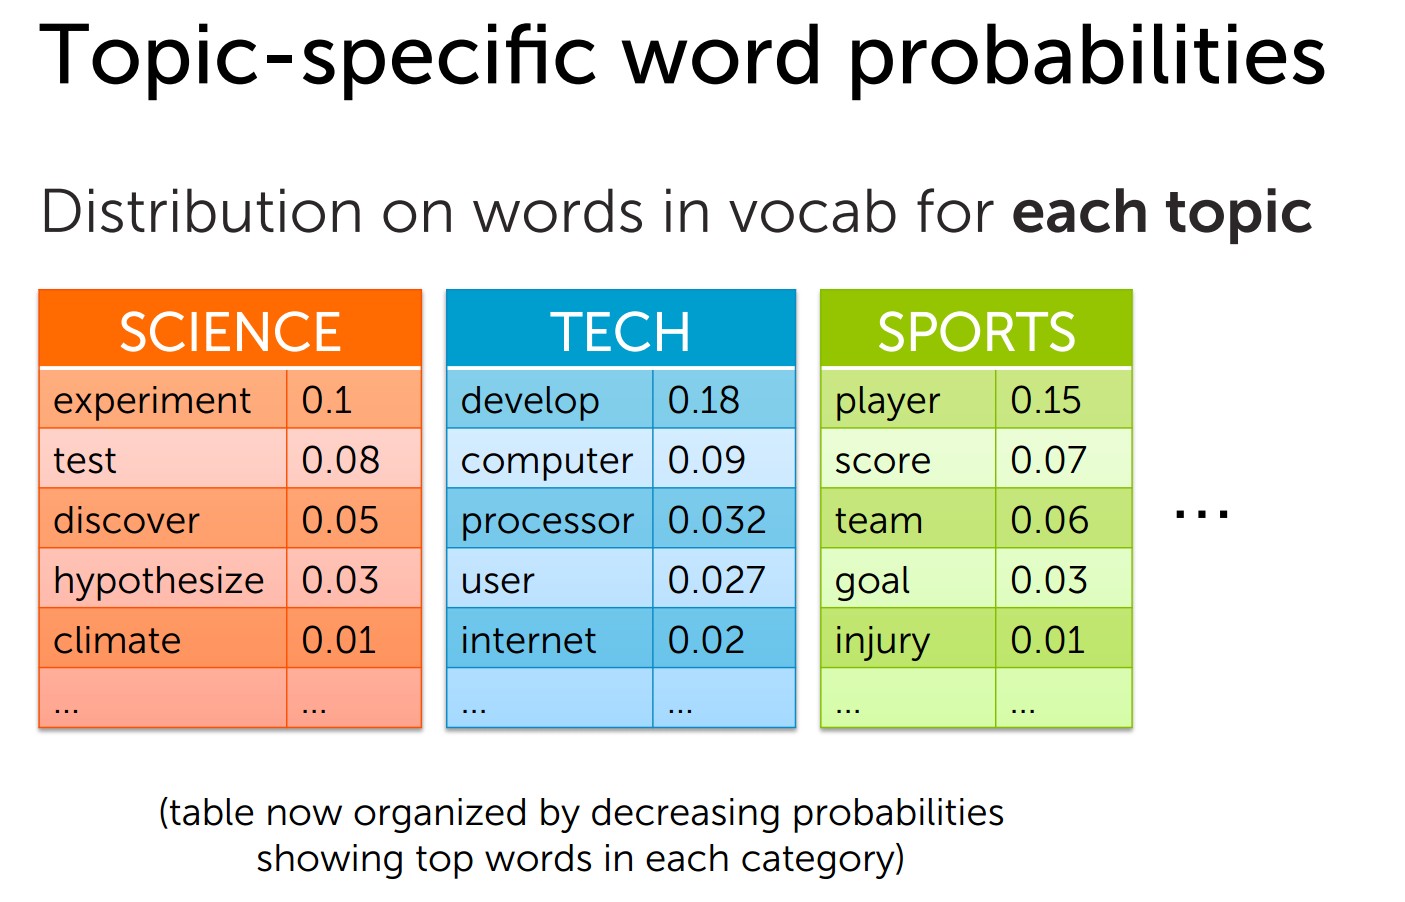 Topic-specific word probabilities
Distribution on words in vocab for each topic
SCIENCE TECH SPORTS
experiment 0.1 develop 0.18 player 0.15
test 0.08 computer 0.09 score 0.07
discover 0.05 processor 0.032 team 0.06
hypothesize 0.03 user 0.027 goal 0.03
climate 0.01 internet 0.02 injury 0.01
... ... ... ... ... ...
...
(table now organized by decreasing probabilities
showing top words in each category)